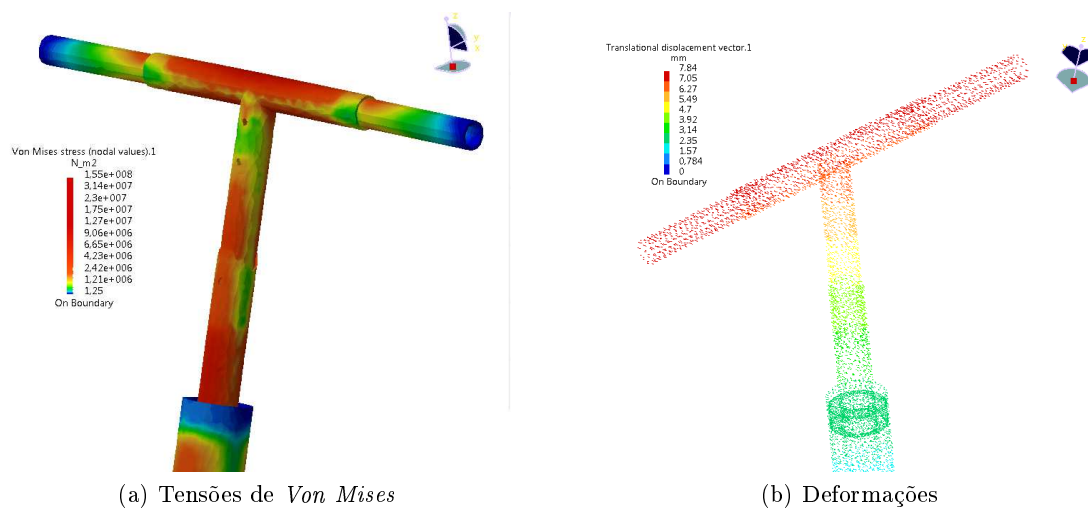 z
y
x
Von Mises stress (nodal values).1
N_m2
1,55e+008
3,14e+007
2,3e+007
1,75e+007
1,27e+007
9,06e+006
6,65e+006
4,23e+006
2,42e+006
1,21e+006
1,25
On Boundary
Translational displacement vector.1
mm
7.84
7.05
6.27
5.49
4.7
3.92
3.14
2.35
1.57
0.784
0
On Boundary
(a) Tensões de Von Mises
(b) Deformações